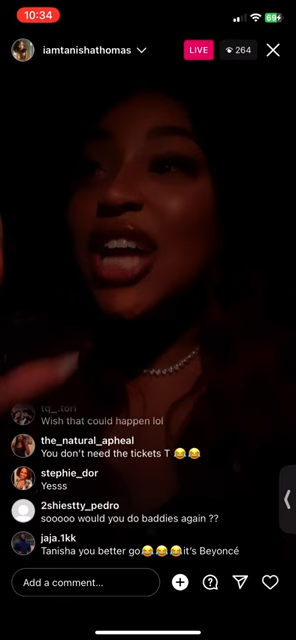 10:34
69
iamtanishathomas
LIVE
264
Wish that could happen lol
the_natural_apheal
You don't need the tickets T 😂😂
stephie_dor
Yesss
2shiestty_pedro
sooooo would you do baddies again ??
jaja.1kk
Tanisha you better go😂😂😂it's Beyoncé
Add a comment...